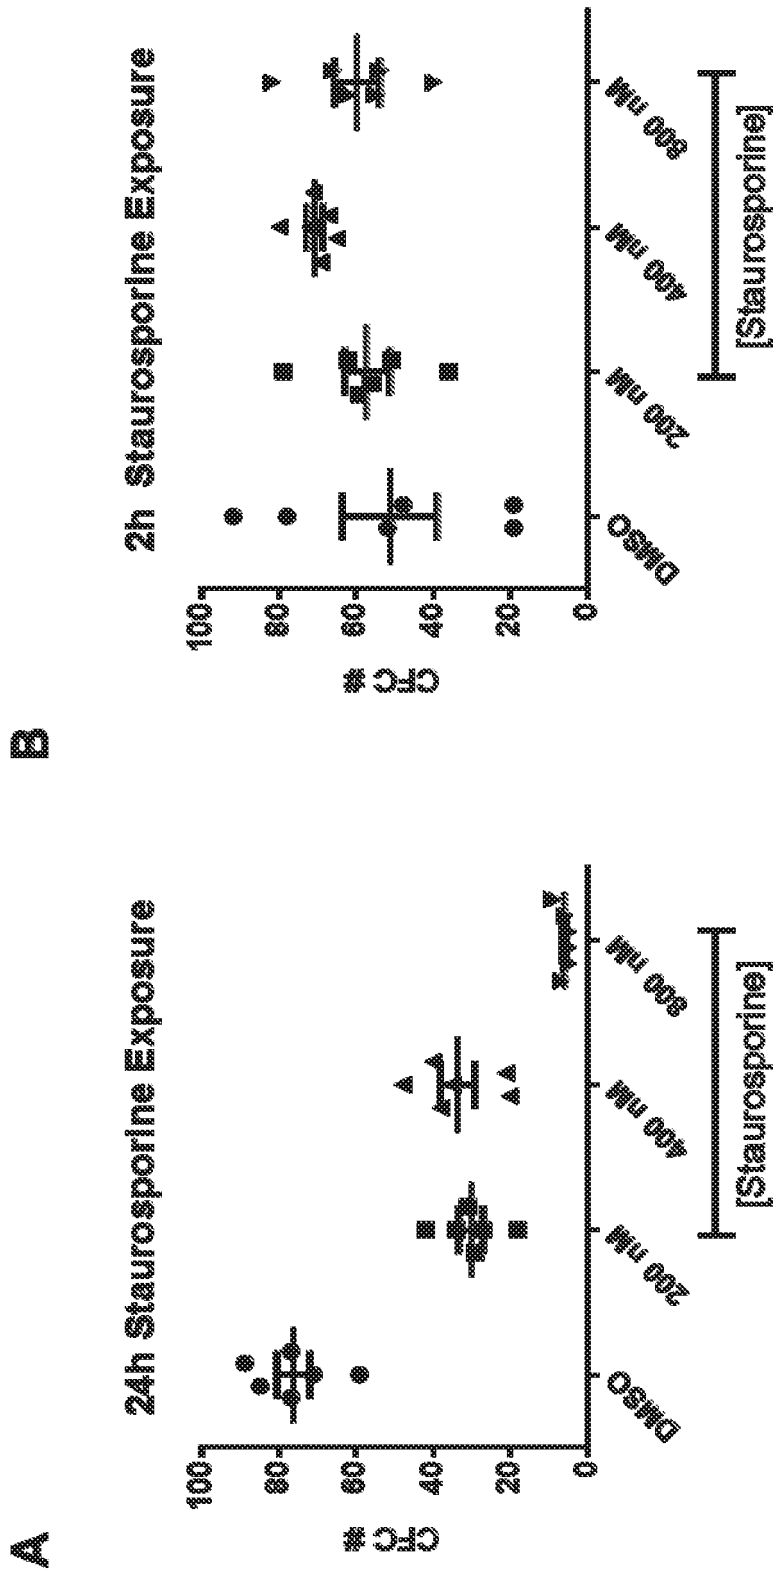 A
24h Staurosporine Exposure
CFC #
100
80
60
40
20
0
DMSO
200 nM
400 nM
800 nM
[Staurosporine]
B
2h Staurosporine Exposure
CFC #
100
80
60
40
20
0
DMSO
200 nM
400 nM
800 nM
[Staurosporine]